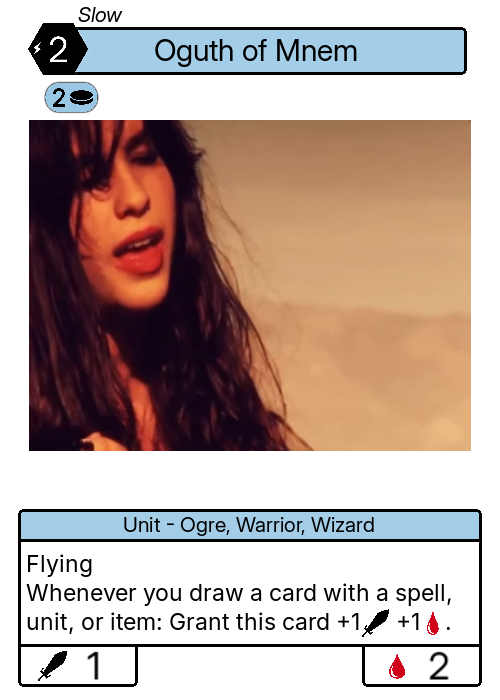 Slow
2
Oguth of Mnem
2
Unit - Ogre, Warrior, Wizard
Flying
Whenever you draw a card with a spell,
unit, or item: Grant this card +1 +1 .
1
2